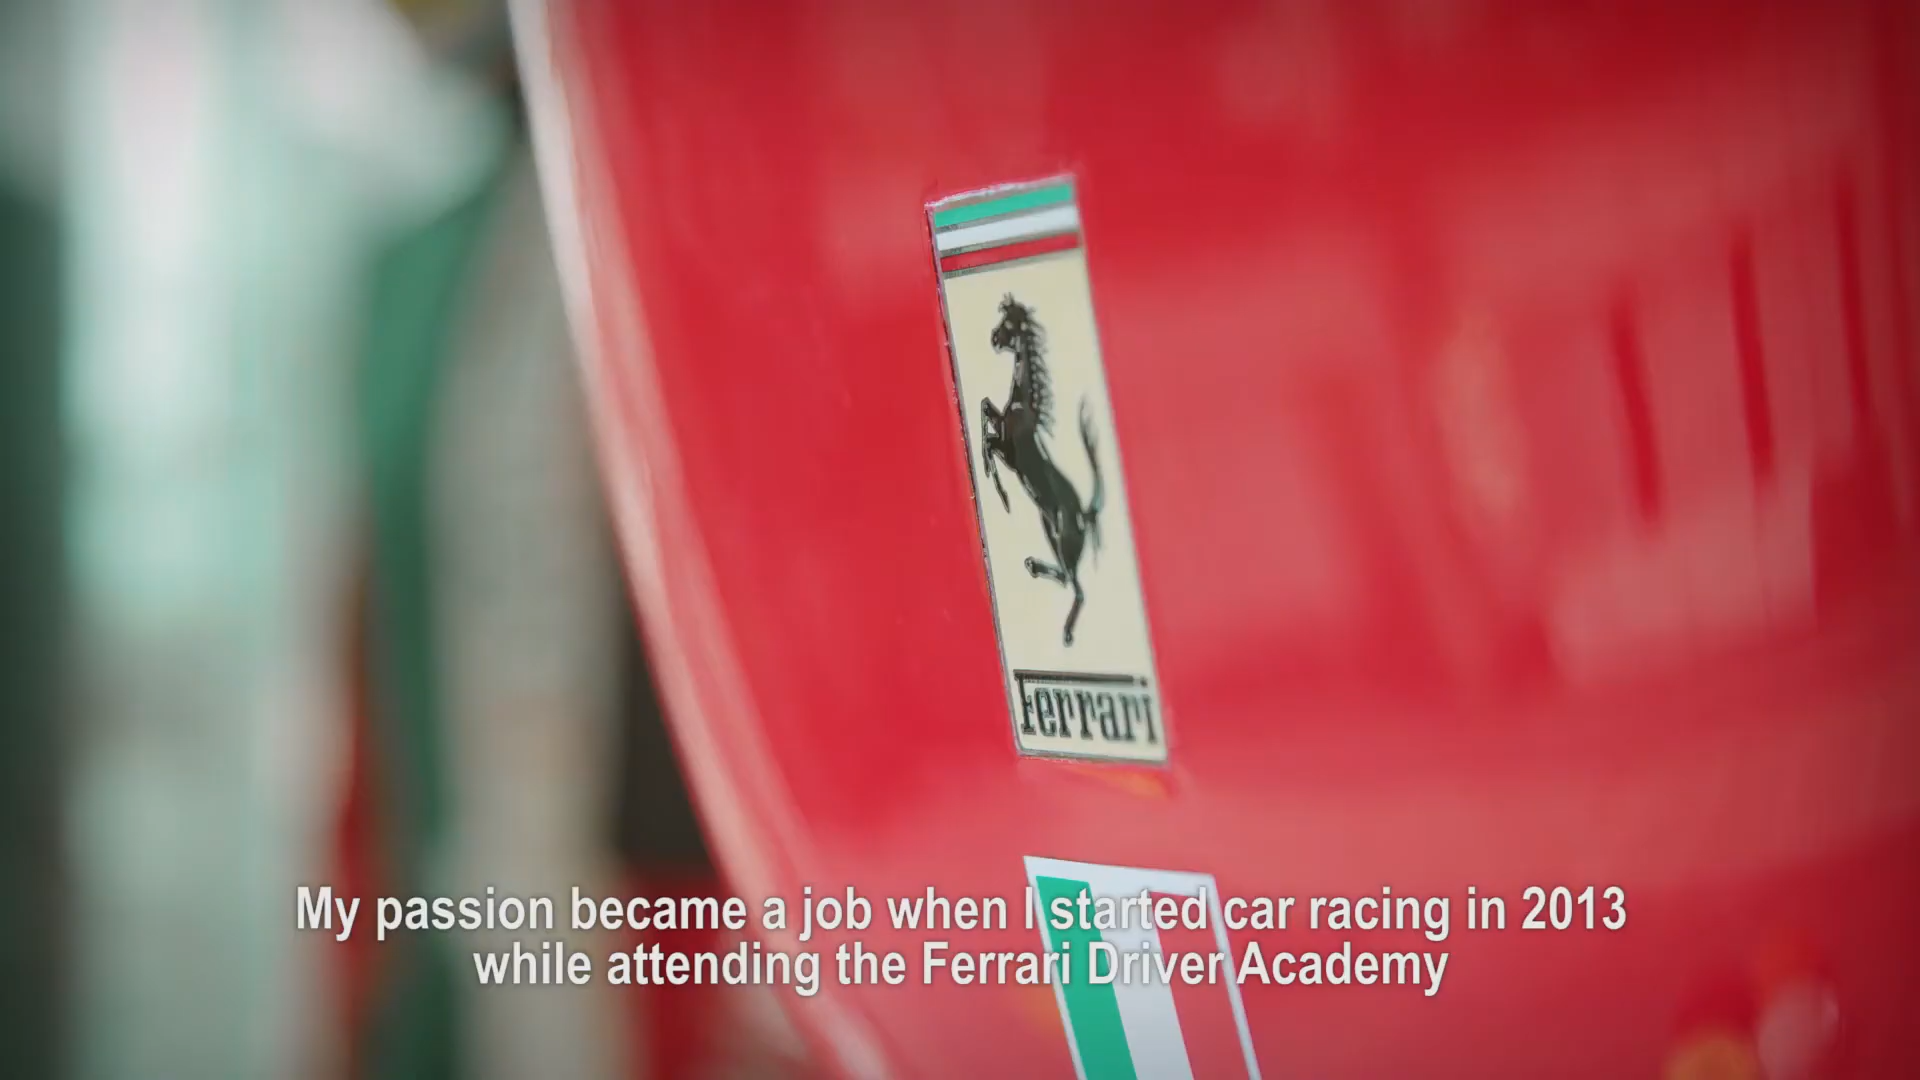 Ferrari
My passion became a job when I started car racing in 2013
while attending the Ferrari Driver Academy